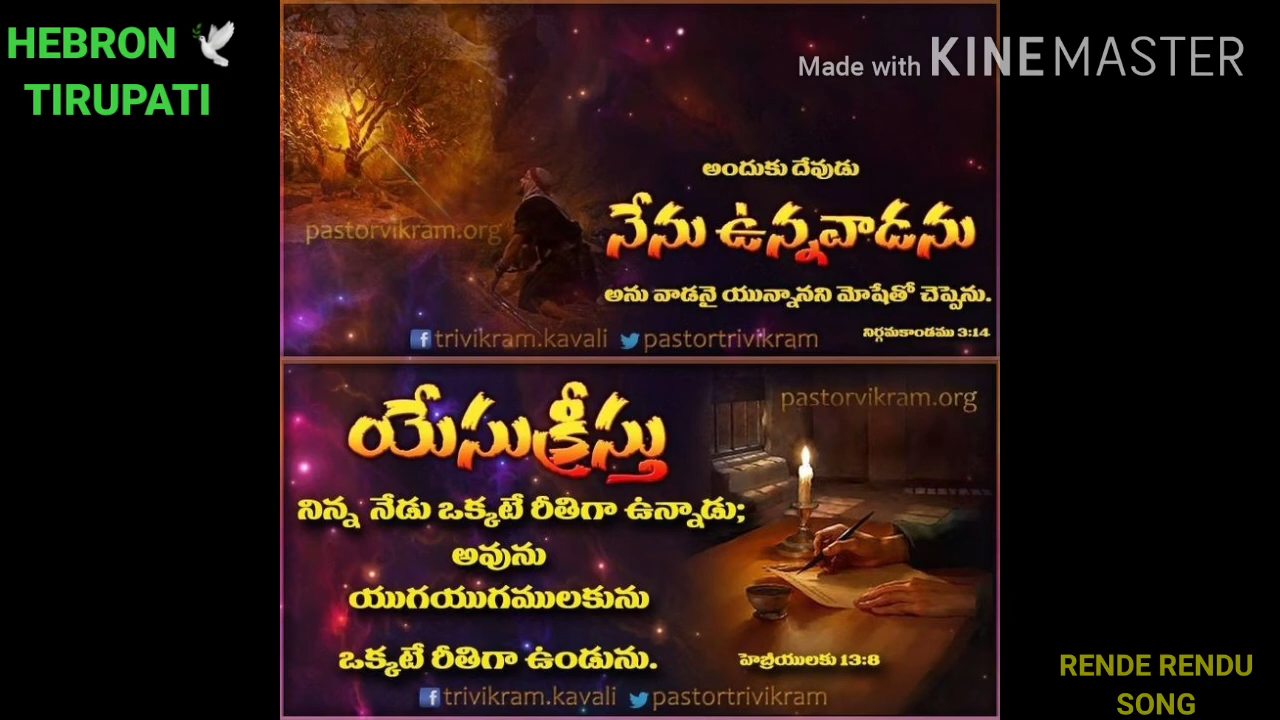 HEBRON 🕊
TIRUPATI
Made with KINEMASTER
అందుకు దేవుడు
నేను ఉన్నవాడను
pastorvikram.org
అను వాడనై యున్నానని మోషేతో చెప్పెను.
నిర్గమకాండము 3:14
trivikram.kavali pastortrivikram
pastorvikram.org
యేసుక్రీస్తు
నిన్న నేడు ఒక్కటే రీతిగా ఉన్నాడు;
అవును
యుగయుగములకును
ఒక్కటే రీతిగా ఉండును.
హెబ్రీయులకు 13:8
trivikram.kavali pastortrivikram
RENDE RENDU
SONG